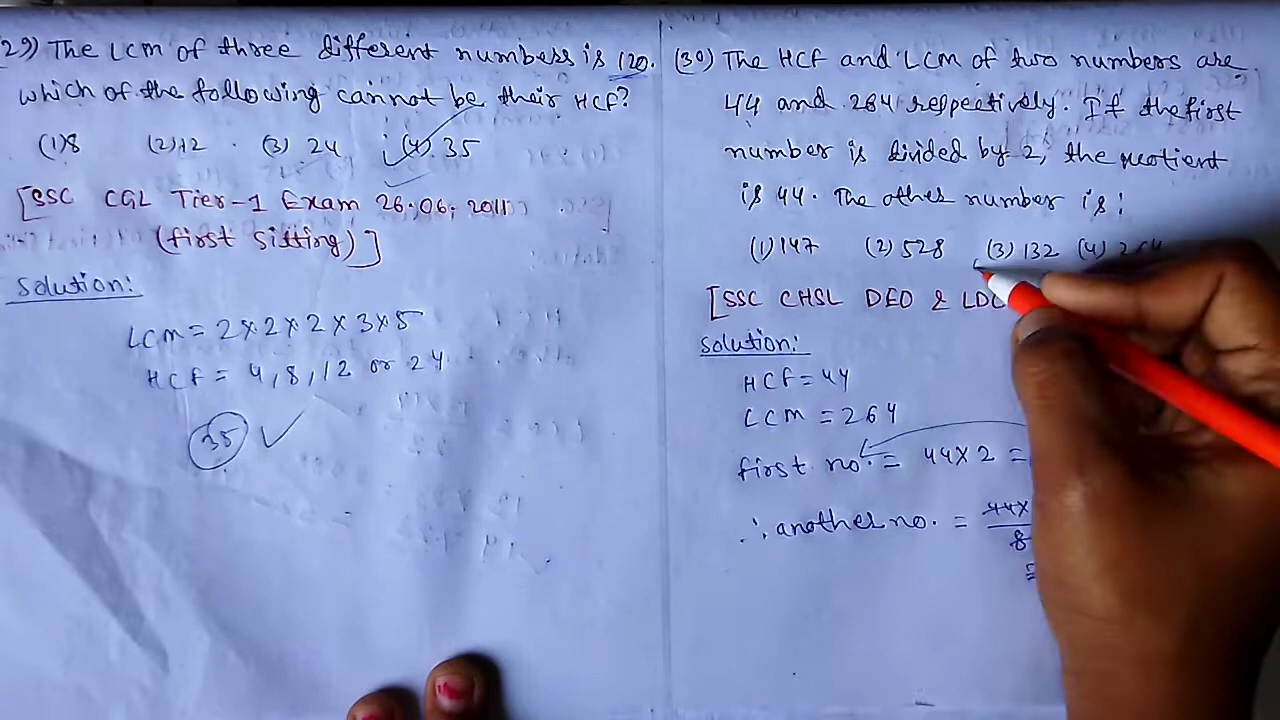 29) The LCM of three different numbers is 120.
which of the following cannot be their HCF?
(1) 8 (2) 12 (3) 24 (4) 35
[SSC CGL Tier-1 Exam 26.06.2011
(first sitting)]
Solution:
LCM = 2×2×2×3×5
HCF = 4, 8, 12 or 24
35 ✓
(30) The HCF and LCM of two numbers are
44 and 264 respectively. If the first
number is divided by 2, the quotient
is 44. The other number is:
(1) 147 (2) 528 (3) 132 (4) 264
[SSC CHSL DEO & LDC
Solution:
HCF = 44
LCM = 264
first no. = 44×2 =
∴ another no. = 44×
8
=